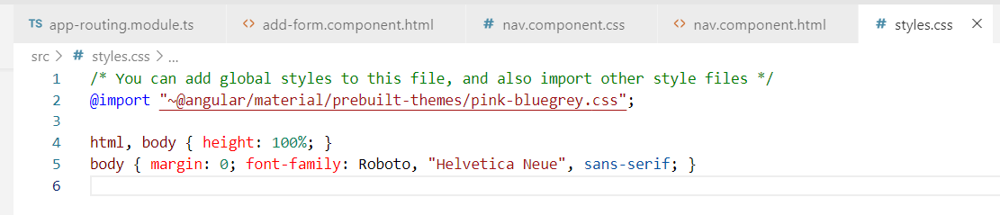 TS app-routing.module.ts <> add-form.component.html # nav.component.css <> nav.component.html # styles.css ×
src > # styles.css > ...
1 /* You can add global styles to this file, and also import other style files */
2 @import "~@angular/material/prebuilt-themes/pink-bluegrey.css";
3
4 html, body { height: 100%; }
5 body { margin: 0; font-family: Roboto, "Helvetica Neue", sans-serif; }
6